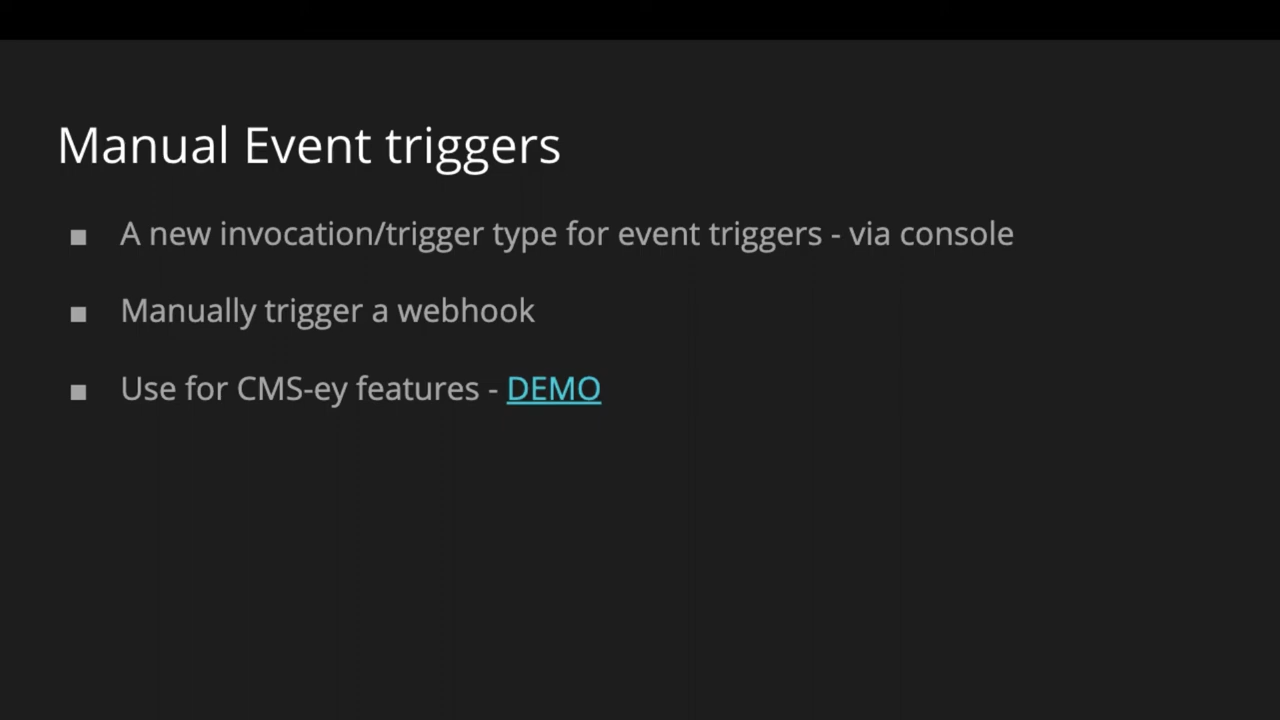 Manual Event triggers
■ A new invocation/trigger type for event triggers - via console
■ Manually trigger a webhook
■ Use for CMS-ey features - DEMO